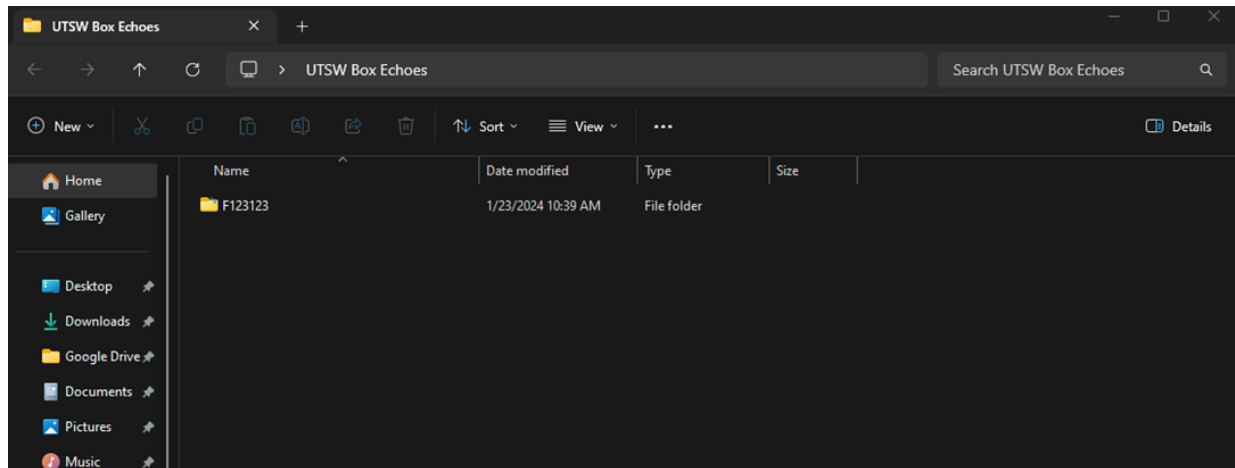 UTSW Box Echoes
UTSW Box Echoes Search UTSW Box Echoes
New Sort View Details
Name Date modified Type Size
F123123 1/23/2024 10:39 AM File folder
Home
Gallery
Desktop
Downloads
Google Drive
Documents
Pictures
Music